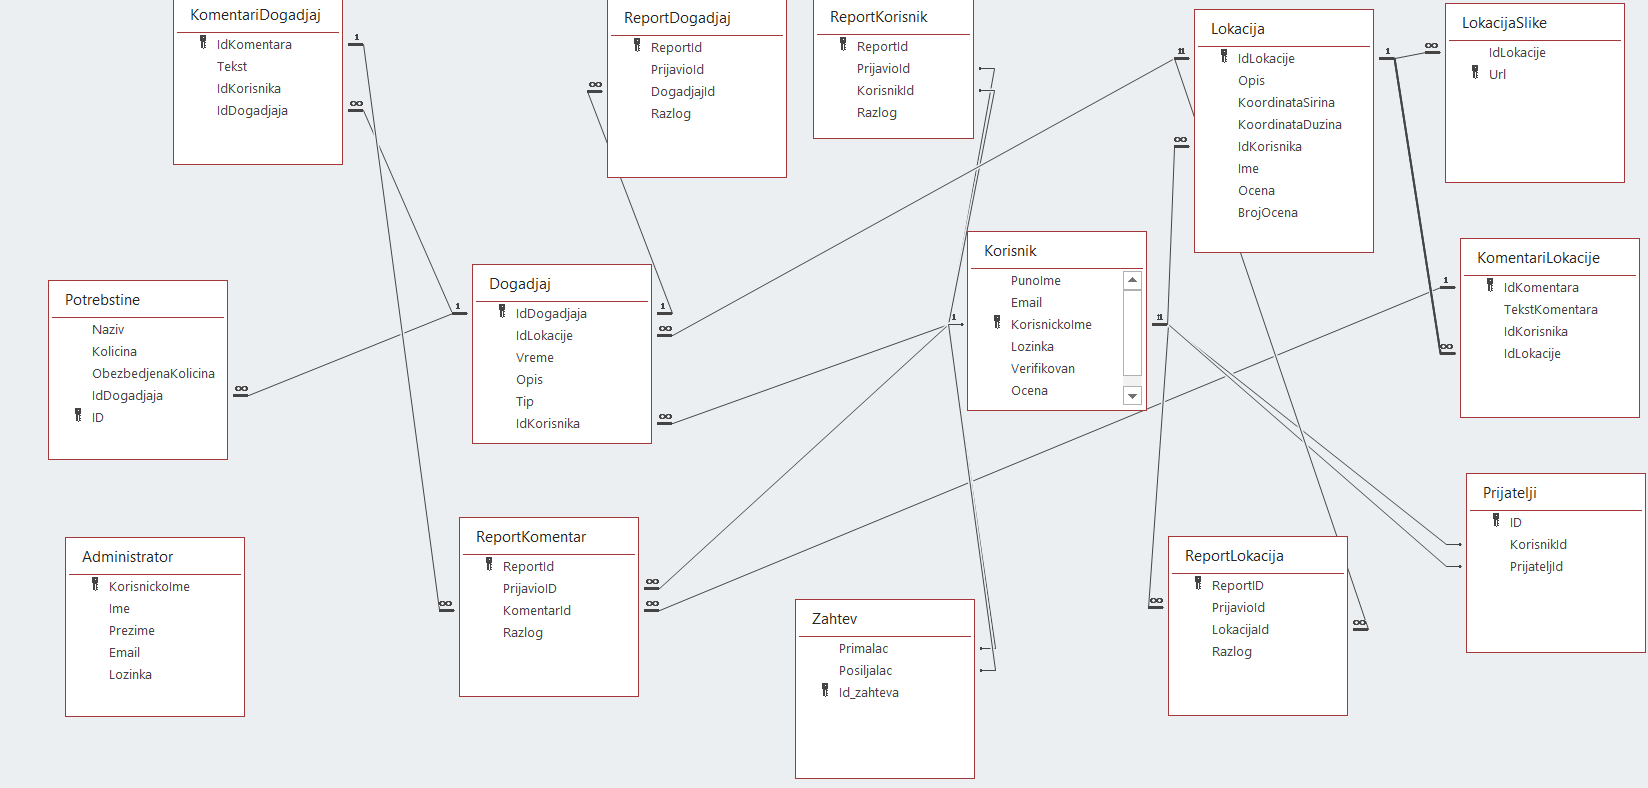 KomentariDogadjaj
IdKomentara
Tekst
IdKorisnika
IdDogadjaja
ReportDogadjaj
ReportId
PrijavioId
DogadjajId
Razlog
ReportKorisnik
ReportId
PrijavioId
KorisnikId
Razlog
Lokacija
IdLokacije
Opis
KoordinataSirina
KoordinataDuzina
IdKorisnika
Ime
Ocena
BrojOcena
LokacijaSlike
IdLokacije
Url
Potrebstine
Naziv
Kolicina
ObezbedjenaKolicina
IdDogadjaja
ID
Dogadjaj
IdDogadjaja
IdLokacije
Vreme
Opis
Tip
IdKorisnika
Korisnik
PunoIme
Email
KorisnickoIme
Lozinka
Verifikovan
Ocena
KomentariLokacije
IdKomentara
TekstKomentara
IdKorisnika
IdLokacije
Administrator
KorisnickoIme
Ime
Prezime
Email
Lozinka
ReportKomentar
ReportId
PrijavioID
KomentarId
Razlog
Zahtev
Primalac
Posiljalac
Id_zahteva
ReportLokacija
ReportID
PrijavioId
LokacijaId
Razlog
Prijatelji
ID
KorisnikId
PrijateljId